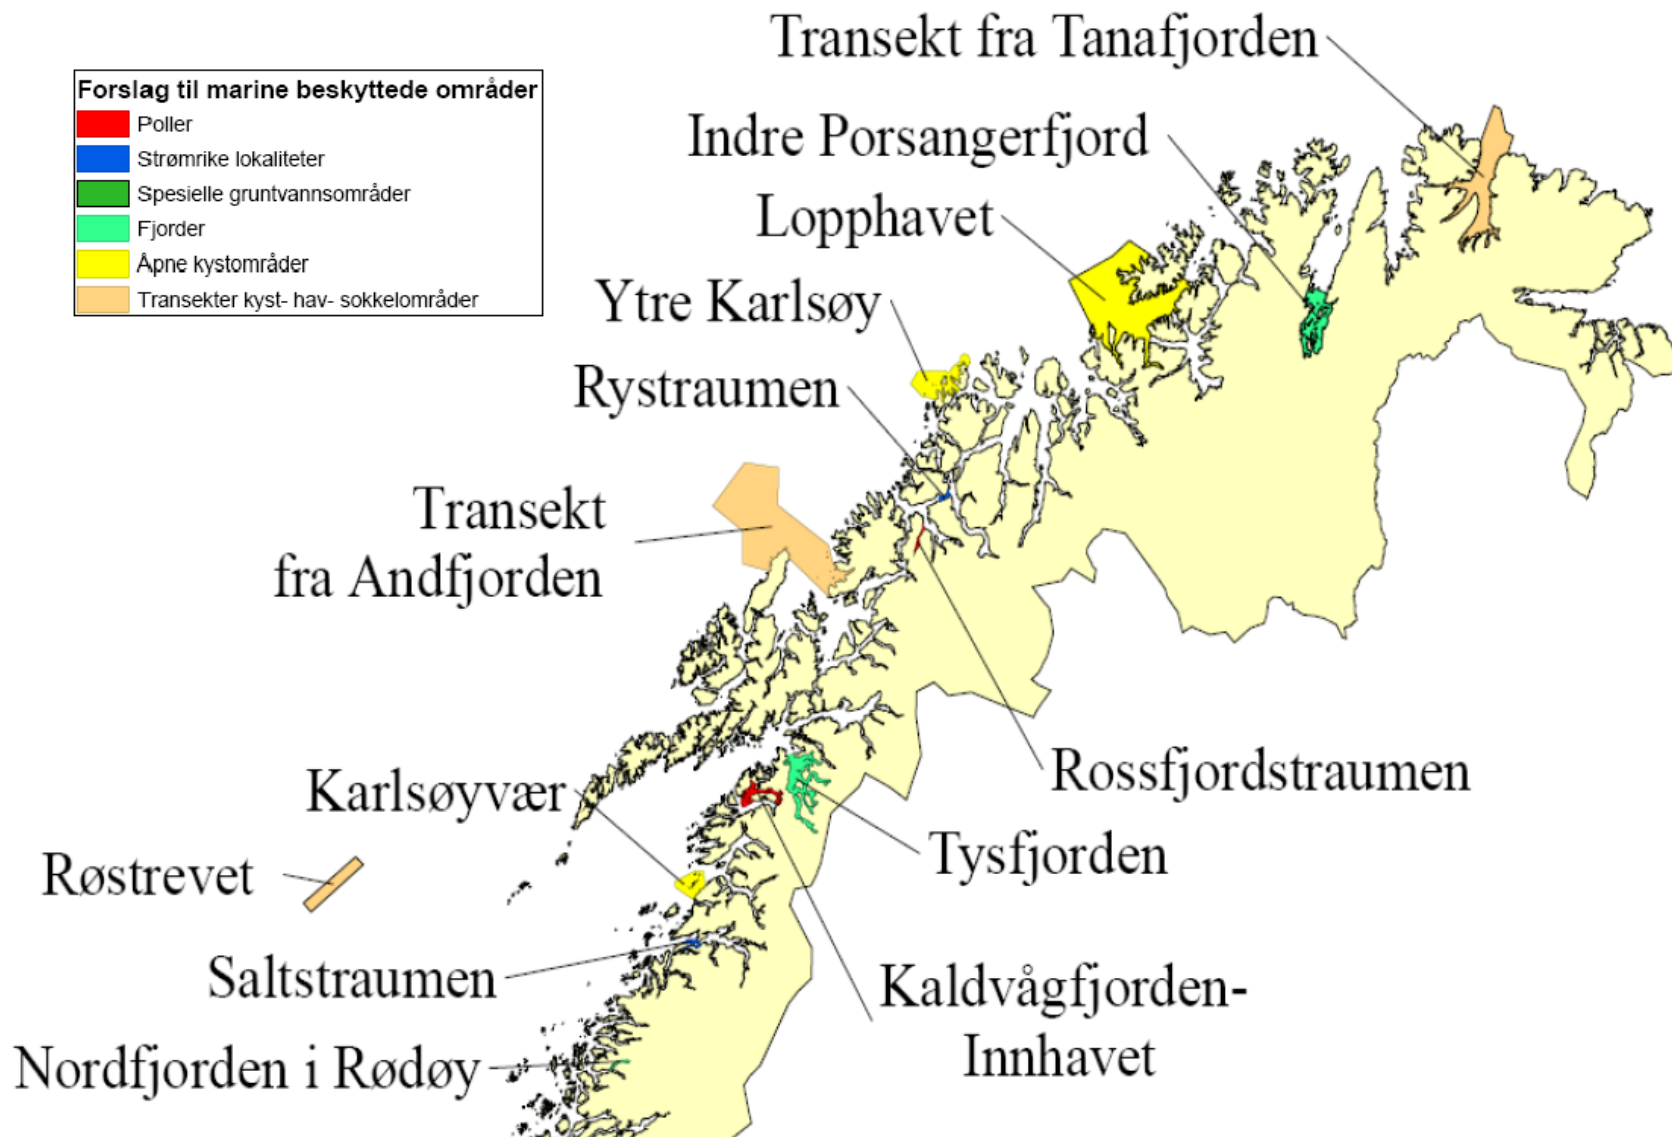 Transekt fra Tanafjorden
Forslag til marine beskyttede områder
Poller
Strømrike lokaliteter
Spesielle gruntvannsområder
Fjorder
Åpne kystområder
Transekter kyst- hav- sokkelområder
Indre Porsangerfjord
Lopphavet
Ytre Karlsøy
Rystraumen
Transekt
fra Andfjorden
Rossfjordstraumen
Karlsøyvær
Tysfjorden
Røstrevet
Saltstraumen
Kaldvågfjorden-
Innhavet
Nordfjorden i Rødøy